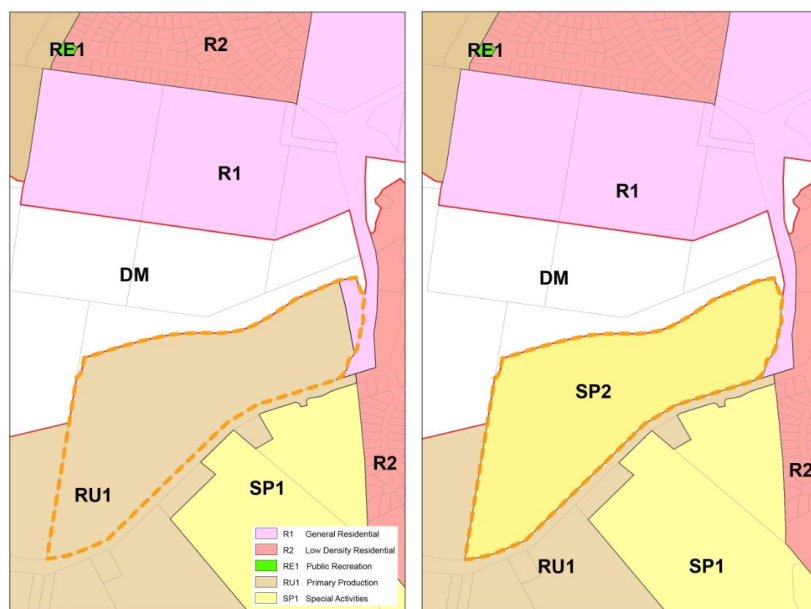 RE1
R2
R1
DM
RU1
SP1
R2
R1 General Residential
R2 Low Density Residential
RE1 Public Recreation
RU1 Primary Production
SP1 Special Activities
RE1
R2
R1
DM
SP2
RU1
SP1
R2